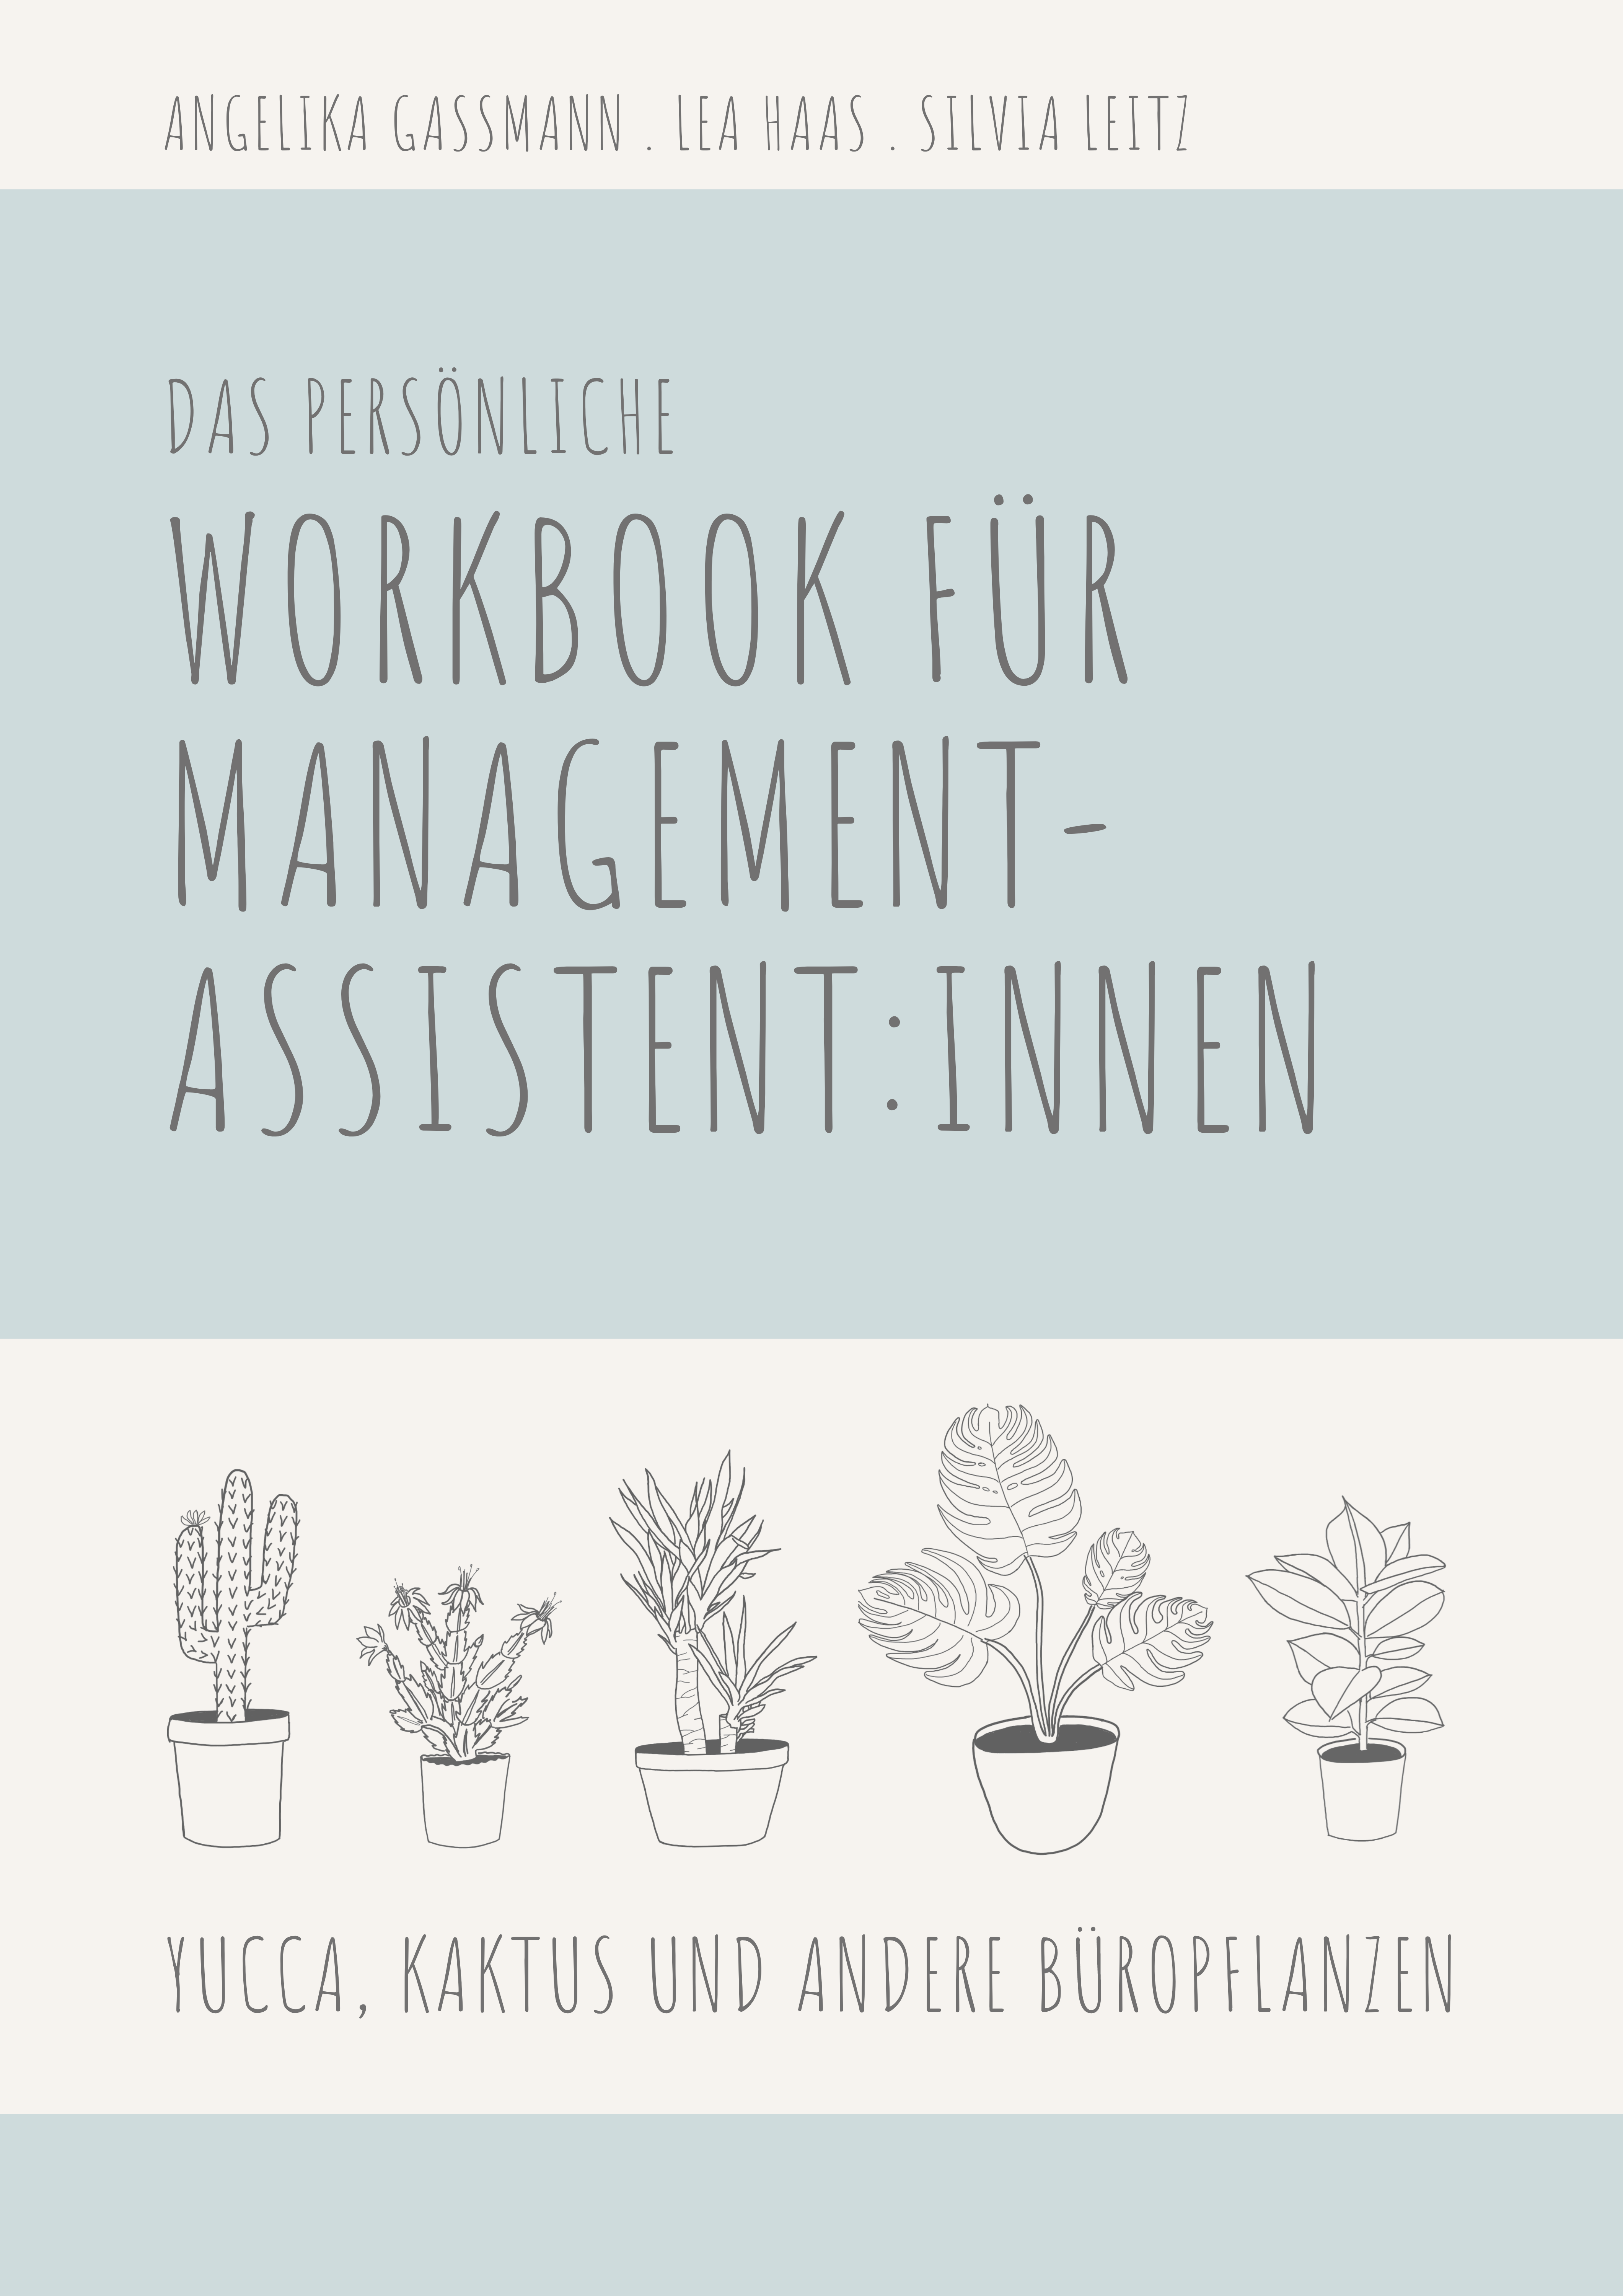 ANGELIKA GASSMANN . LEA HAAS . SILVIA LEITZ
DAS PERSÖNLICHE
WORKBOOK FÜR
MANAGEMENT-
ASSISTENT:INNEN
YUCCA, KAKTUS UND ANDERE BÜROPFLANZEN